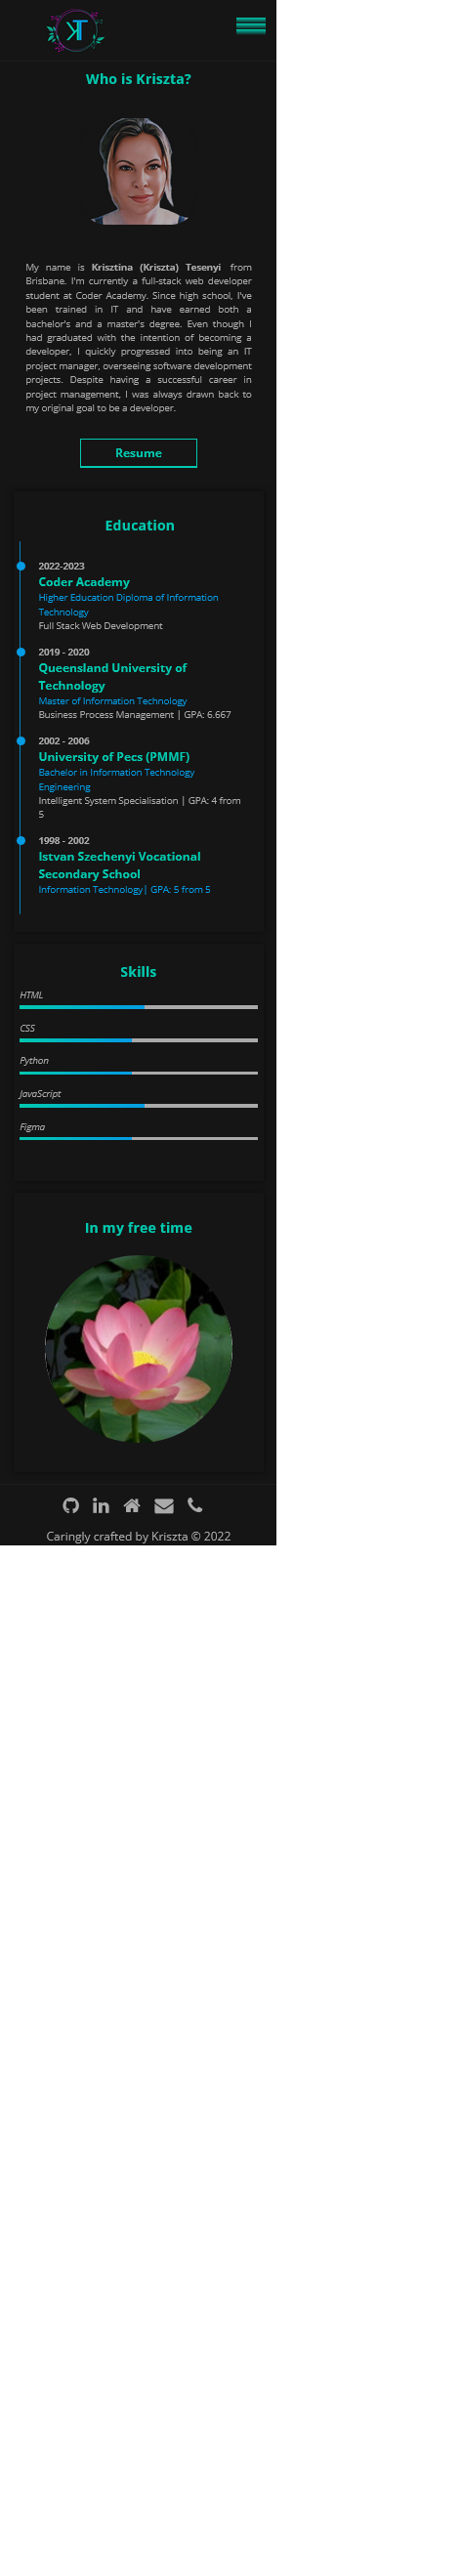 KT
Who is Kriszta?
My name is Krisztina (Kriszta) Tesenyi from
Brisbane. I'm currently a full-stack web developer
student at Coder Academy. Since high school, I've
been trained in IT and have earned both a
bachelor's and a master's degree. Even though I
had graduated with the intention of becoming a
developer, I quickly progressed into being an IT
project manager, overseeing software development
projects. Despite having a successful career in
project management, I was always drawn back to
my original goal to be a developer.
Resume
Education
2022-2023
Coder Academy
Higher Education Diploma of Information
Technology
Full Stack Web Development
2019 - 2020
Queensland University of
Technology
Master of Information Technology
Business Process Management | GPA: 6.667
2002 - 2006
University of Pecs (PMMF)
Bachelor in Information Technology
Engineering
Intelligent System Specialisation | GPA: 4 from
5
1998 - 2002
Istvan Szechenyi Vocational
Secondary School
Information Technology| GPA: 5 from 5
Skills
HTML
CSS
Python
JavaScript
Figma
In my free time
Caringly crafted by Kriszta © 2022